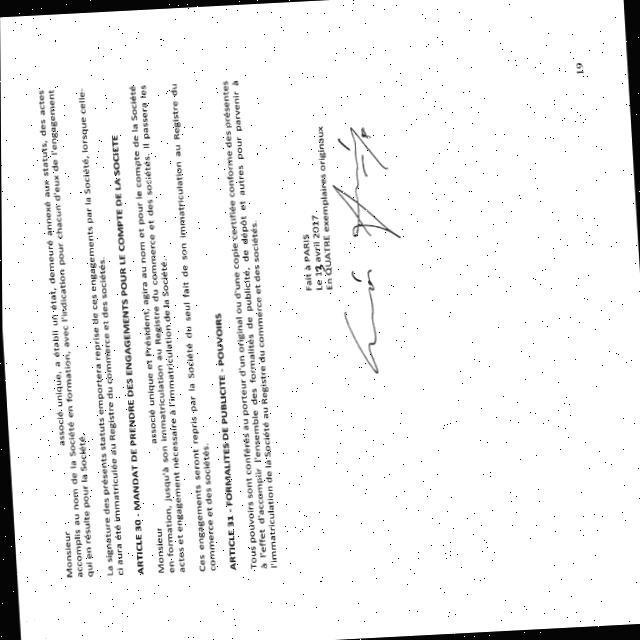 Monsieur associé unique, a établi un état, demeuré annexé aux statuts, des actes
accomplis au nom de la Société en formation, avec l'indication pour chacun d'eux de l'engagement
qui en résulte pour la Société.
La signature des présents statuts emportera reprise de ces engagements par la Société, lorsque celle-
ci aura été immatriculée au Registre du commerce et des sociétés.
ARTICLE 30 - MANDAT DE PRENDRE DES ENGAGEMENTS POUR LE COMPTE DE LA SOCIETE
Monsieur associé unique et Président, agira au nom et pour le compte de la Société
en formation, jusqu'à son immatriculation au Registre du commerce et des sociétés. Il passera les
actes et engagement nécessaire à l'immatriculation de la Société.
Ces engagements seront repris par la Société du seul fait de son immatriculation au Registre du
commerce et des sociétés.
ARTICLE 31 - FORMALITES DE PUBLICITE - POUVOIRS
Tous pouvoirs sont conférés au porteur d'un original ou d'une copie certifiée conforme des présentes
à l'effet d'accomplir l'ensemble des formalités de publicité, de dépôt et autres pour parvenir à
l'immatriculation de la Société au Registre du commerce et des sociétés.
Fait à PARIS
Le avril 2017
En QUATRE exemplaires originaux
19